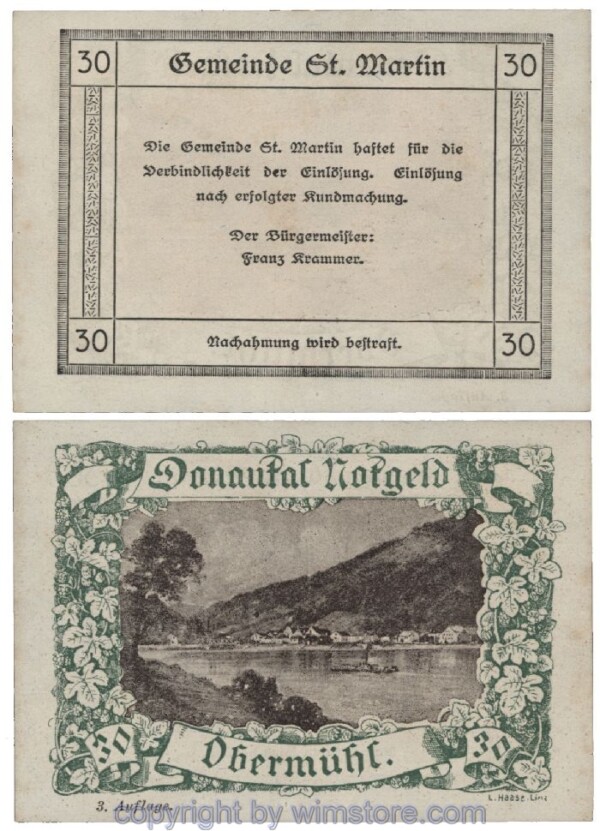 30 Gemeinde St. Martin 30
Die Gemeinde St. Martin haftet für die
Verbindlichkeit der Einlösung. Einlösung
nach erfolgter Kundmachung.
Der Bürgermeister:
Franz Krammer.
30 Nachahmung wird bestraft. 30
Donautal Notgeld
30 Obermühl. 30
3. Auflage.
L. Haase. Linz
copyright by wimstore.com